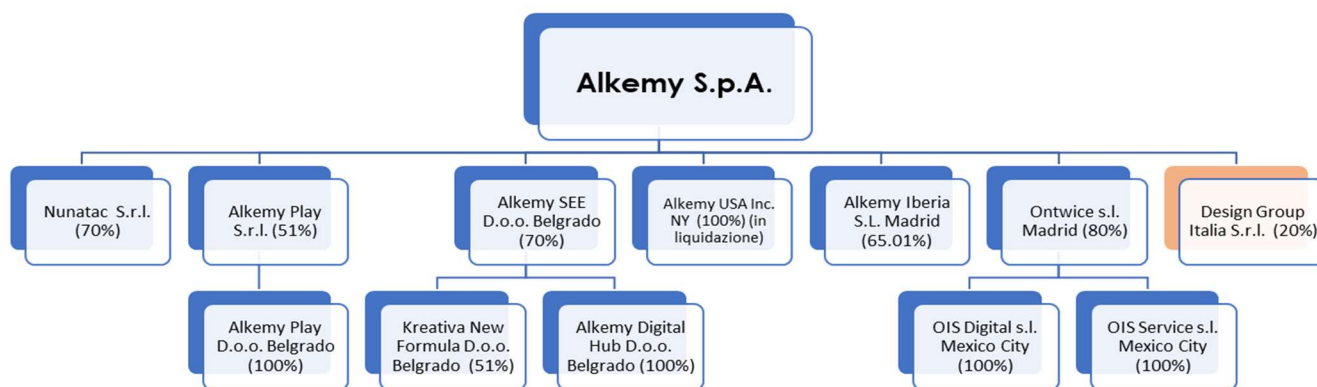 Alkemy S.p.A.
Nunatac S.r.l.
(70%)
Alkemy Play
S.r.l. (51%)
Alkemy SEE
D.o.o. Belgrado
(70%)
Alkemy USA Inc.
NY (100%) (in
liquidazione)
Alkemy Iberia
S.L. Madrid
(65.01%)
Ontwice s.l.
Madrid (80%)
Design Group
Italia S.r.l. (20%)
Alkemy Play
D.o.o. Belgrado
(100%)
Kreativa New
Formula D.o.o.
Belgrado (51%)
Alkemy Digital
Hub D.o.o.
Belgrado (100%)
OIS Digital s.l.
Mexico City
(100%)
OIS Service s.l.
Mexico City
(100%)